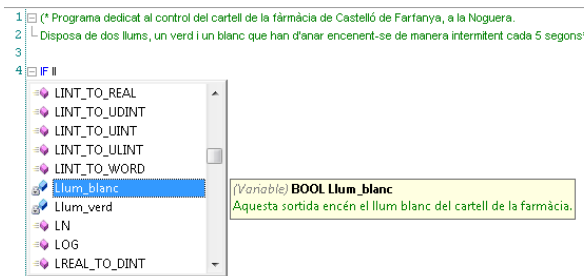 1 (* Programa dedicat al control del cartell de la fàrmàcia de Castelló de Farfanya, a la Noguera.
2 Disposa de dos llums, un verd i un blanc que han d'anar encenent-se de manera intermitent cada 5 segons*
3
4 IF ll
LINT_TO_REAL
LINT_TO_UDINT
LINT_TO_UINT
LINT_TO_ULINT
LINT_TO_WORD
Llum_blanc
(Variable) BOOL Llum_blanc
Llum_verd
Aquesta sortida encén el llum blanc del cartell de la farmàcia.
LN
LOG
LREAL_TO_DINT